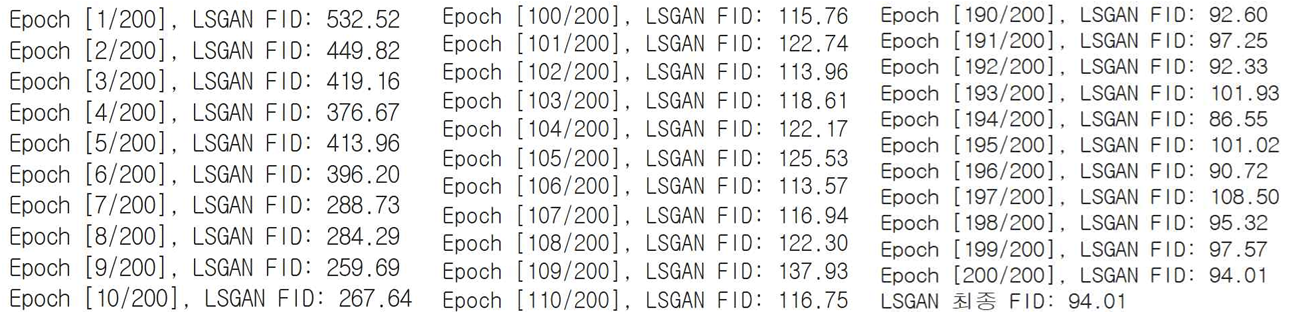 Epoch [1/200], LSGAN FID: 532.52
Epoch [2/200], LSGAN FID: 449.82
Epoch [3/200], LSGAN FID: 419.16
Epoch [4/200], LSGAN FID: 376.67
Epoch [5/200], LSGAN FID: 413.96
Epoch [6/200], LSGAN FID: 396.20
Epoch [7/200], LSGAN FID: 288.73
Epoch [8/200], LSGAN FID: 284.29
Epoch [9/200], LSGAN FID: 259.69
Epoch [10/200], LSGAN FID: 267.64
Epoch [100/200], LSGAN FID: 115.76
Epoch [101/200], LSGAN FID: 122.74
Epoch [102/200], LSGAN FID: 113.96
Epoch [103/200], LSGAN FID: 118.61
Epoch [104/200], LSGAN FID: 122.17
Epoch [105/200], LSGAN FID: 125.53
Epoch [106/200], LSGAN FID: 113.57
Epoch [107/200], LSGAN FID: 116.94
Epoch [108/200], LSGAN FID: 122.30
Epoch [109/200], LSGAN FID: 137.93
Epoch [110/200], LSGAN FID: 116.75
Epoch [190/200], LSGAN FID: 92.60
Epoch [191/200], LSGAN FID: 97.25
Epoch [192/200], LSGAN FID: 92.33
Epoch [193/200], LSGAN FID: 101.93
Epoch [194/200], LSGAN FID: 86.55
Epoch [195/200], LSGAN FID: 101.02
Epoch [196/200], LSGAN FID: 90.72
Epoch [197/200], LSGAN FID: 108.50
Epoch [198/200], LSGAN FID: 95.32
Epoch [199/200], LSGAN FID: 97.57
Epoch [200/200], LSGAN FID: 94.01
LSGAN 최종 FID: 94.01